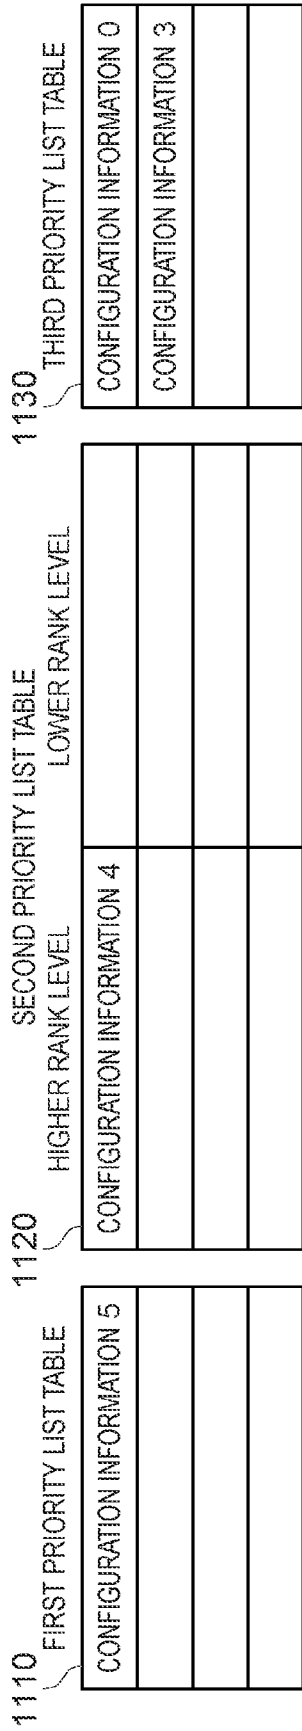 1110
FIRST PRIORITY LIST TABLE
CONFIGURATION INFORMATION 5
1120
SECOND PRIORITY LIST TABLE
HIGHER RANK LEVEL
LOWER RANK LEVEL
CONFIGURATION INFORMATION 4
1130
THIRD PRIORITY LIST TABLE
CONFIGURATION INFORMATION 0
CONFIGURATION INFORMATION 3